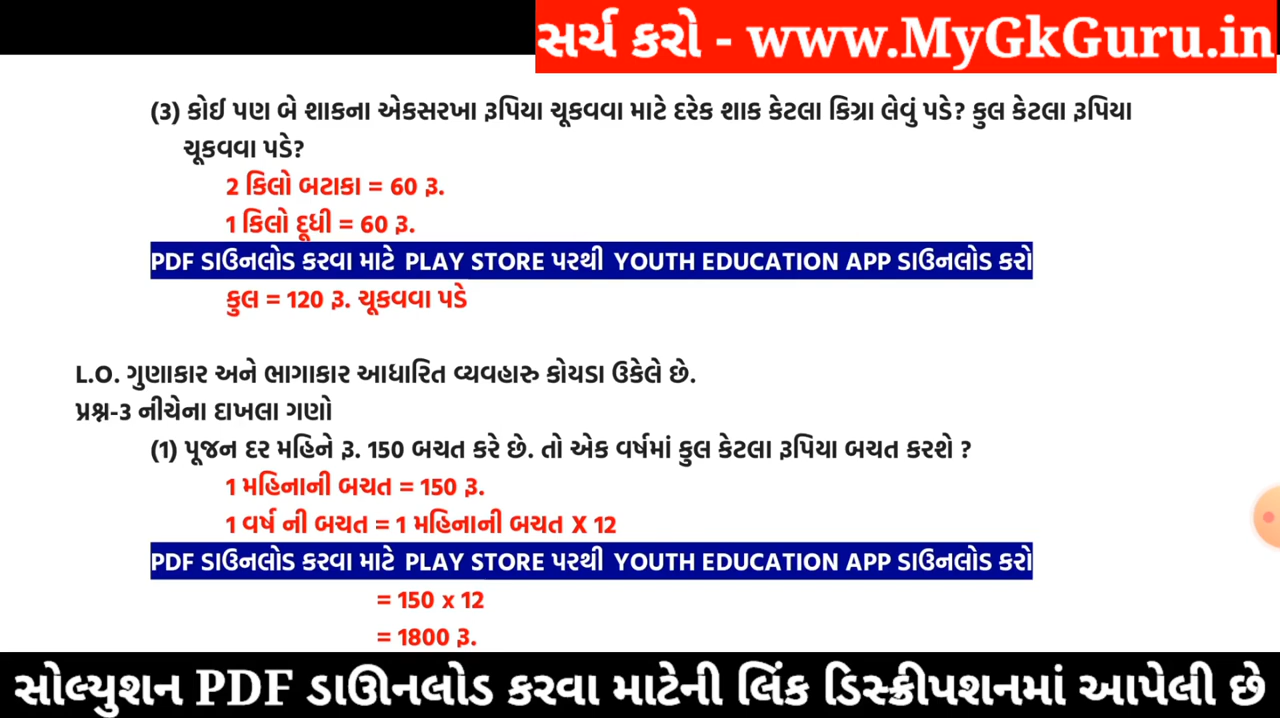 સર્ચ કરો - www.MyGkGuru.in
(3) કોઈ પણ બે શાકના એકસરખા રૂપિયા ચૂકવવા માટે દરેક શાક કેટલા કિગ્રા લેવું પડે? કુલ કેટલા રૂપિયા
ચૂકવવા પડે?
2 કિલો બટાકા = 60 રૂ.
1 કિલો દૂધી = 60 રૂ.
PDF ડાઉનલોડ કરવા માટે PLAY STORE પરથી YOUTH EDUCATION APP ડાઉનલોડ કરો
કુલ = 120 રૂ. ચૂકવવા પડે
L.O. ગુણાકાર અને ભાગાકાર આધારિત વ્યવહારુ કોયડા ઉકેલે છે.
પ્રશ્ન-3 નીચેના દાખલા ગણો
(1) પૂજન દર મહિને રૂ. 150 બચત કરે છે. તો એક વર્ષમાં કુલ કેટલા રૂપિયા બચત કરશે ?
1 મહિનાની બચત = 150 રૂ.
1 વર્ષ ની બચત = 1 મહિનાની બચત X 12
PDF ડાઉનલોડ કરવા માટે PLAY STORE પરથી YOUTH EDUCATION APP ડાઉનલોડ કરો
= 150 x 12
= 1800 રૂ.
સોલ્યુશન PDF ડાઊનલોડ કરવા માટેની લિંક ડિસ્ક્રીપશનમાં આપેલી છે